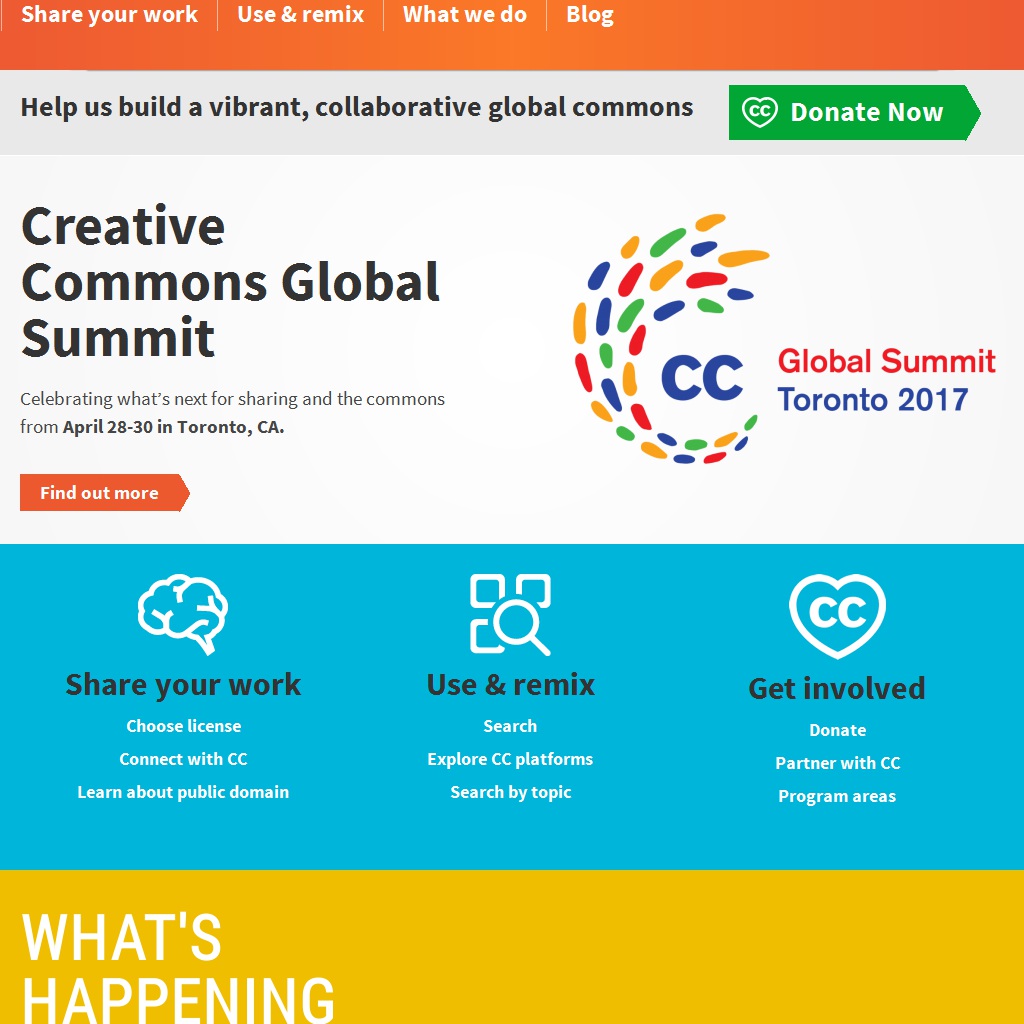 Share your work
Use & remix
What we do
Blog
Help us build a vibrant, collaborative global commons
CC Donate Now
Creative
Commons Global
Summit
Celebrating what’s next for sharing and the commons
from April 28-30 in Toronto, CA.
Find out more
CC
Global Summit
Toronto 2017
CC
Share your work
Choose license
Connect with CC
Learn about public domain
Use & remix
Search
Explore CC platforms
Search by topic
Get involved
Donate
Partner with CC
Program areas
WHAT'S
HAPPENING